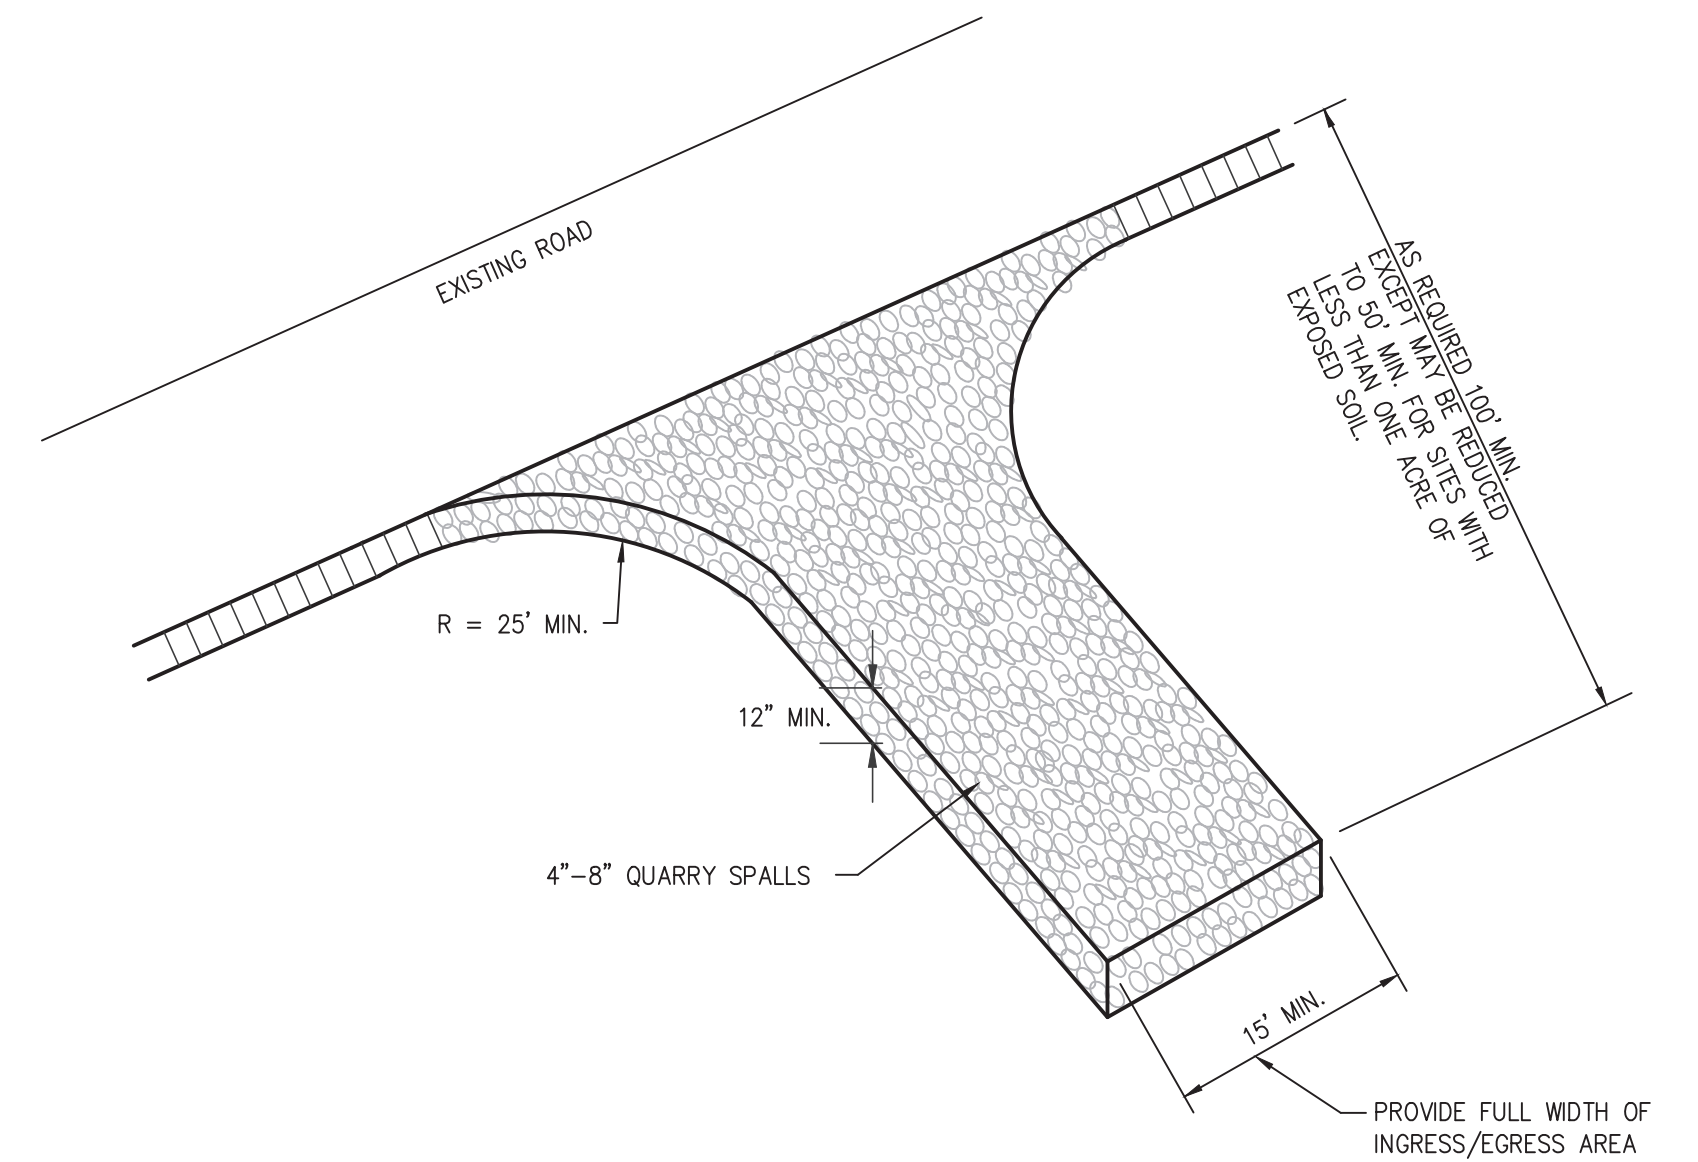 EXISTING ROAD
AS REQUIRED 100' MIN.
EXCEPT MAY BE REDUCED
TO 50' MIN. FOR SITES WITH
LESS THAN ONE ACRE OF
EXPOSED SOIL.
R = 25' MIN.
12" MIN.
4"-8" QUARRY SPALLS
15' MIN.
PROVIDE FULL WIDTH OF
INGRESS/EGRESS AREA